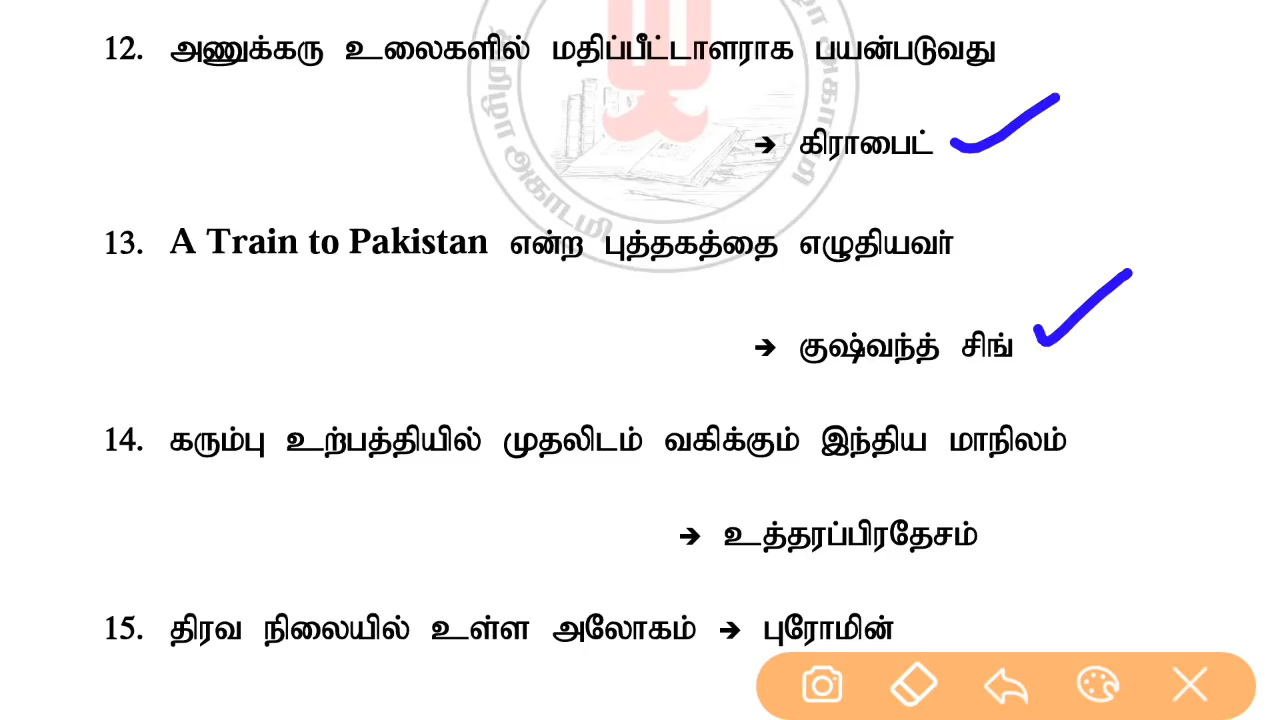 12. அணுக்கரு உலைகளில் மதிப்பீட்டாளராக பயன்படுவது
➔ கிராபைட்
13. A Train to Pakistan என்ற புத்தகத்தை எழுதியவர்
➔ குஷ்வந்த் சிங்
14. கரும்பு உற்பத்தியில் முதலிடம் வகிக்கும் இந்திய மாநிலம்
➔ உத்தரப்பிரதேசம்
15. திரவ நிலையில் உள்ள அலோகம் ➔ புரோமின்